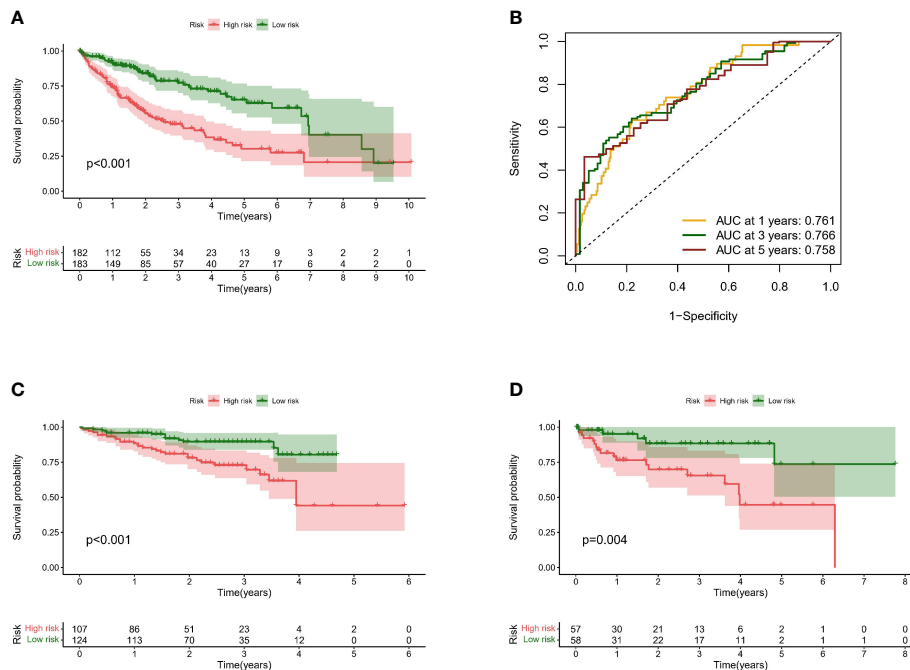 A
Risk High risk Low risk
Survival probability
1.00
0.75
0.50
0.25
0.00
p<0.001
0 1 2 3 4 5 6 7 8 9 10
Time(years)
Risk
High risk 182 112 55 34 23 13 9 3 2 2 1
Low risk 183 149 85 57 40 27 17 6 4 2 0
0 1 2 3 4 5 6 7 8 9 10
Time(years)
B
Sensitivity
1.0
0.8
0.6
0.4
0.2
0.0
AUC at 1 years: 0.761
AUC at 3 years: 0.766
AUC at 5 years: 0.758
0.0 0.2 0.4 0.6 0.8 1.0
1−Specificity
C
Risk High risk Low risk
Survival probability
1.00
0.75
0.50
0.25
0.00
p<0.001
0 1 2 3 4 5 6
Time(years)
Risk
High risk 107 86 51 23 4 2 0
Low risk 124 113 70 35 12 0 0
0 1 2 3 4 5 6
Time(years)
D
Risk High risk Low risk
Survival probability
1.00
0.75
0.50
0.25
0.00
p=0.004
0 1 2 3 4 5 6 7 8
Time(years)
Risk
High risk 57 30 21 13 6 2 1 0 0
Low risk 58 31 22 17 11 2 1 1 0
0 1 2 3 4 5 6 7 8
Time(years)